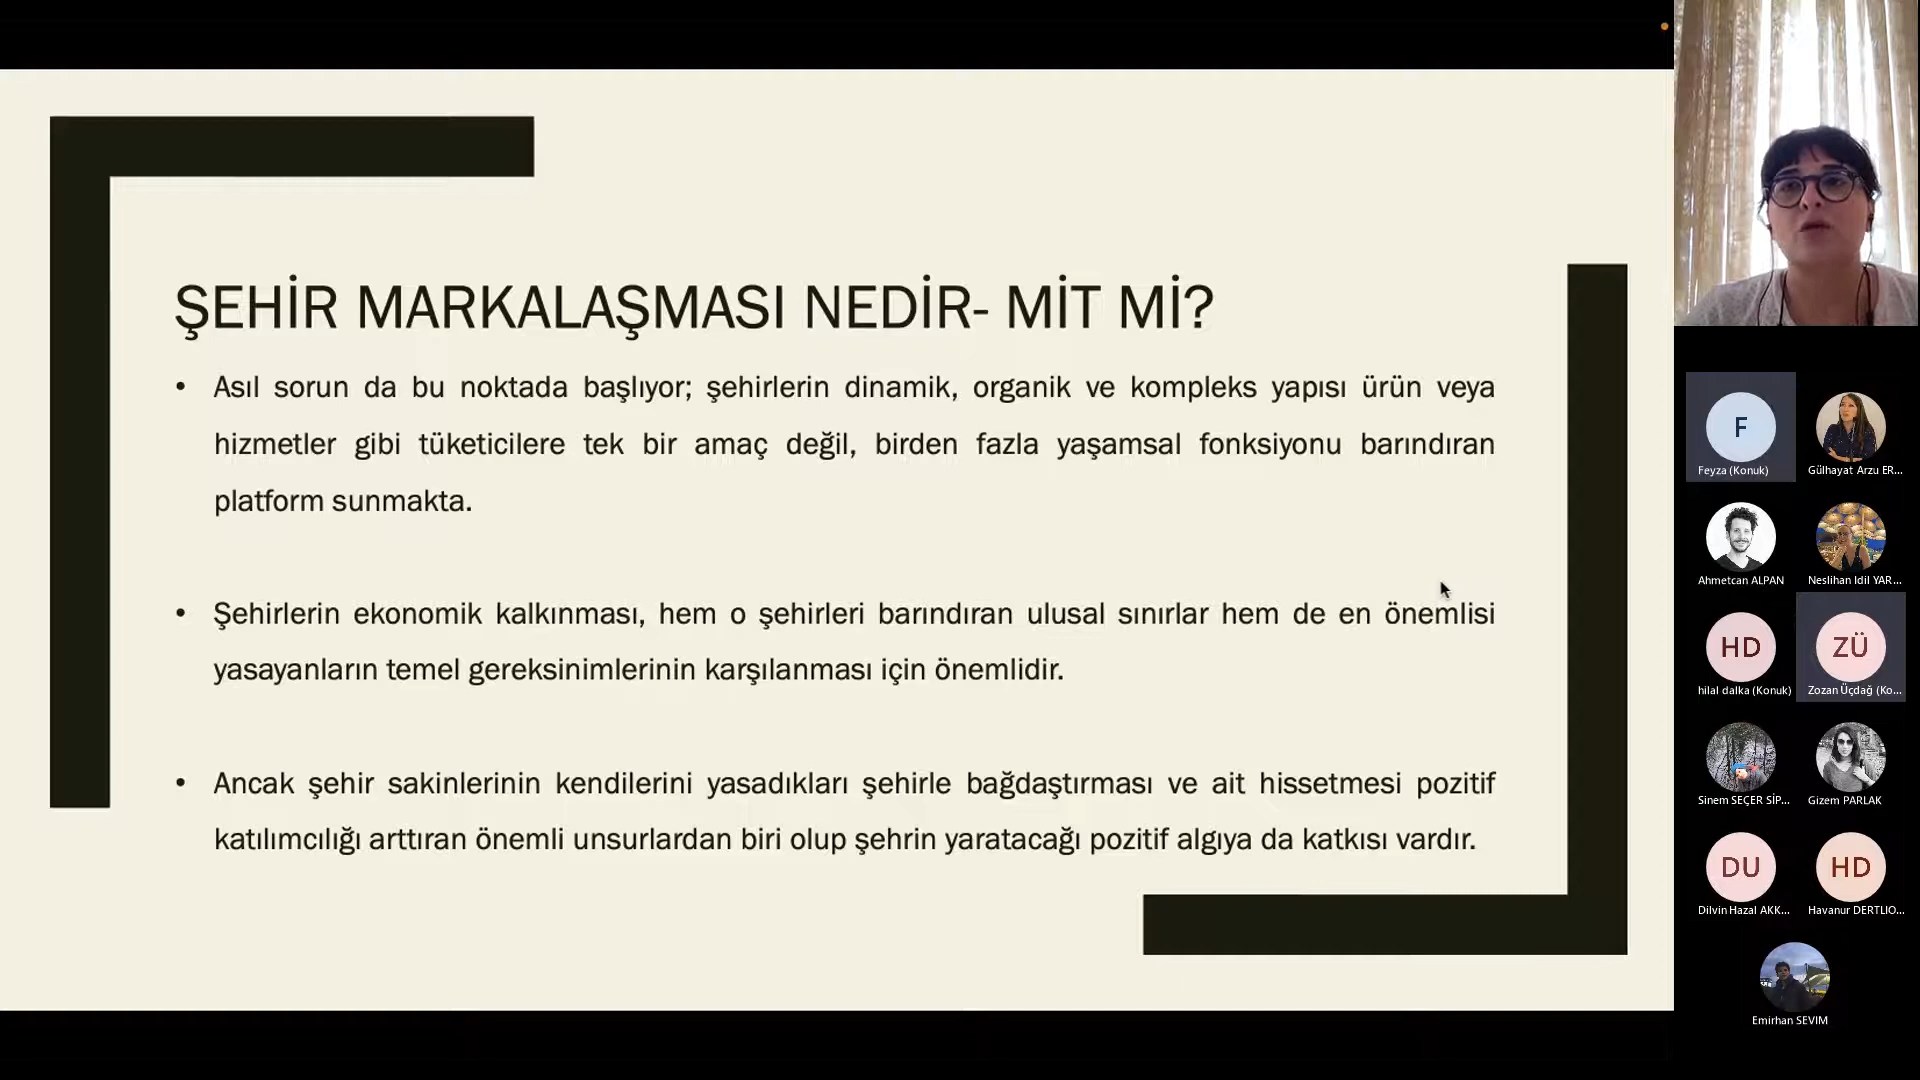 ŞEHİR MARKALAŞMASI NEDİR- MİT Mİ?
• Asıl sorun da bu noktada başlıyor; şehirlerin dinamik, organik ve kompleks yapısı ürün veya
hizmetler gibi tüketicilere tek bir amaç değil, birden fazla yaşamsal fonksiyonu barındıran
platform sunmakta.
• Şehirlerin ekonomik kalkınması, hem o şehirleri barındıran ulusal sınırlar hem de en önemlisi
yasayanların temel gereksinimlerinin karşılanması için önemlidir.
• Ancak şehir sakinlerinin kendilerini yasadıkları şehirle bağdaştırması ve ait hissetmesi pozitif
katılımcılığı arttıran önemli unsurlardan biri olup şehrin yaratacağı pozitif algıya da katkısı vardır.
F
Feyza (Konuk)
Gülhayat Arzu ER...
Ahmetcan ALPAN
Neslihan Idil YAR...
HD
hilal dalka (Konuk)
ZÜ
Zozan Üçdağ (Ko...
Sinem SEÇER SİP...
Gizem PARLAK
DU
Dilvin Hazal AKK...
HD
Havanur DERTLIO...
Emirhan SEVIM